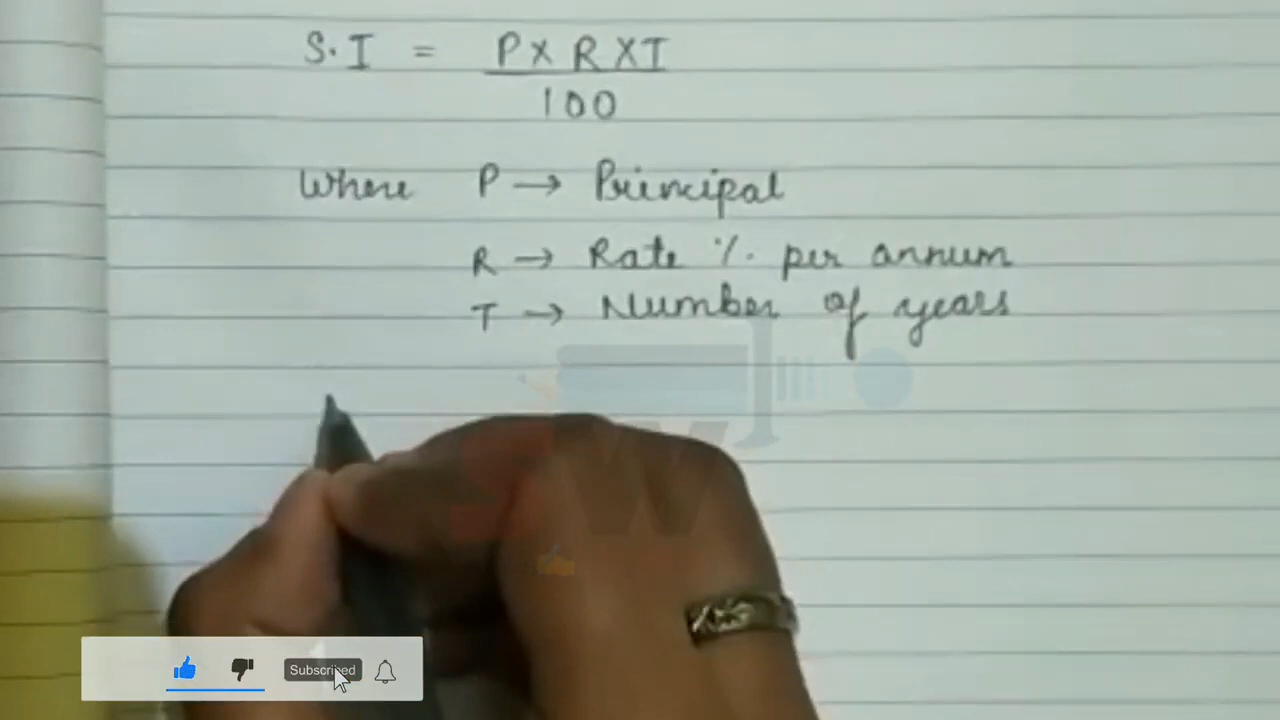 S.I = P X R X T
100
Where P → Principal
R → Rate % per annum
T → Number of years
W
Subscribed